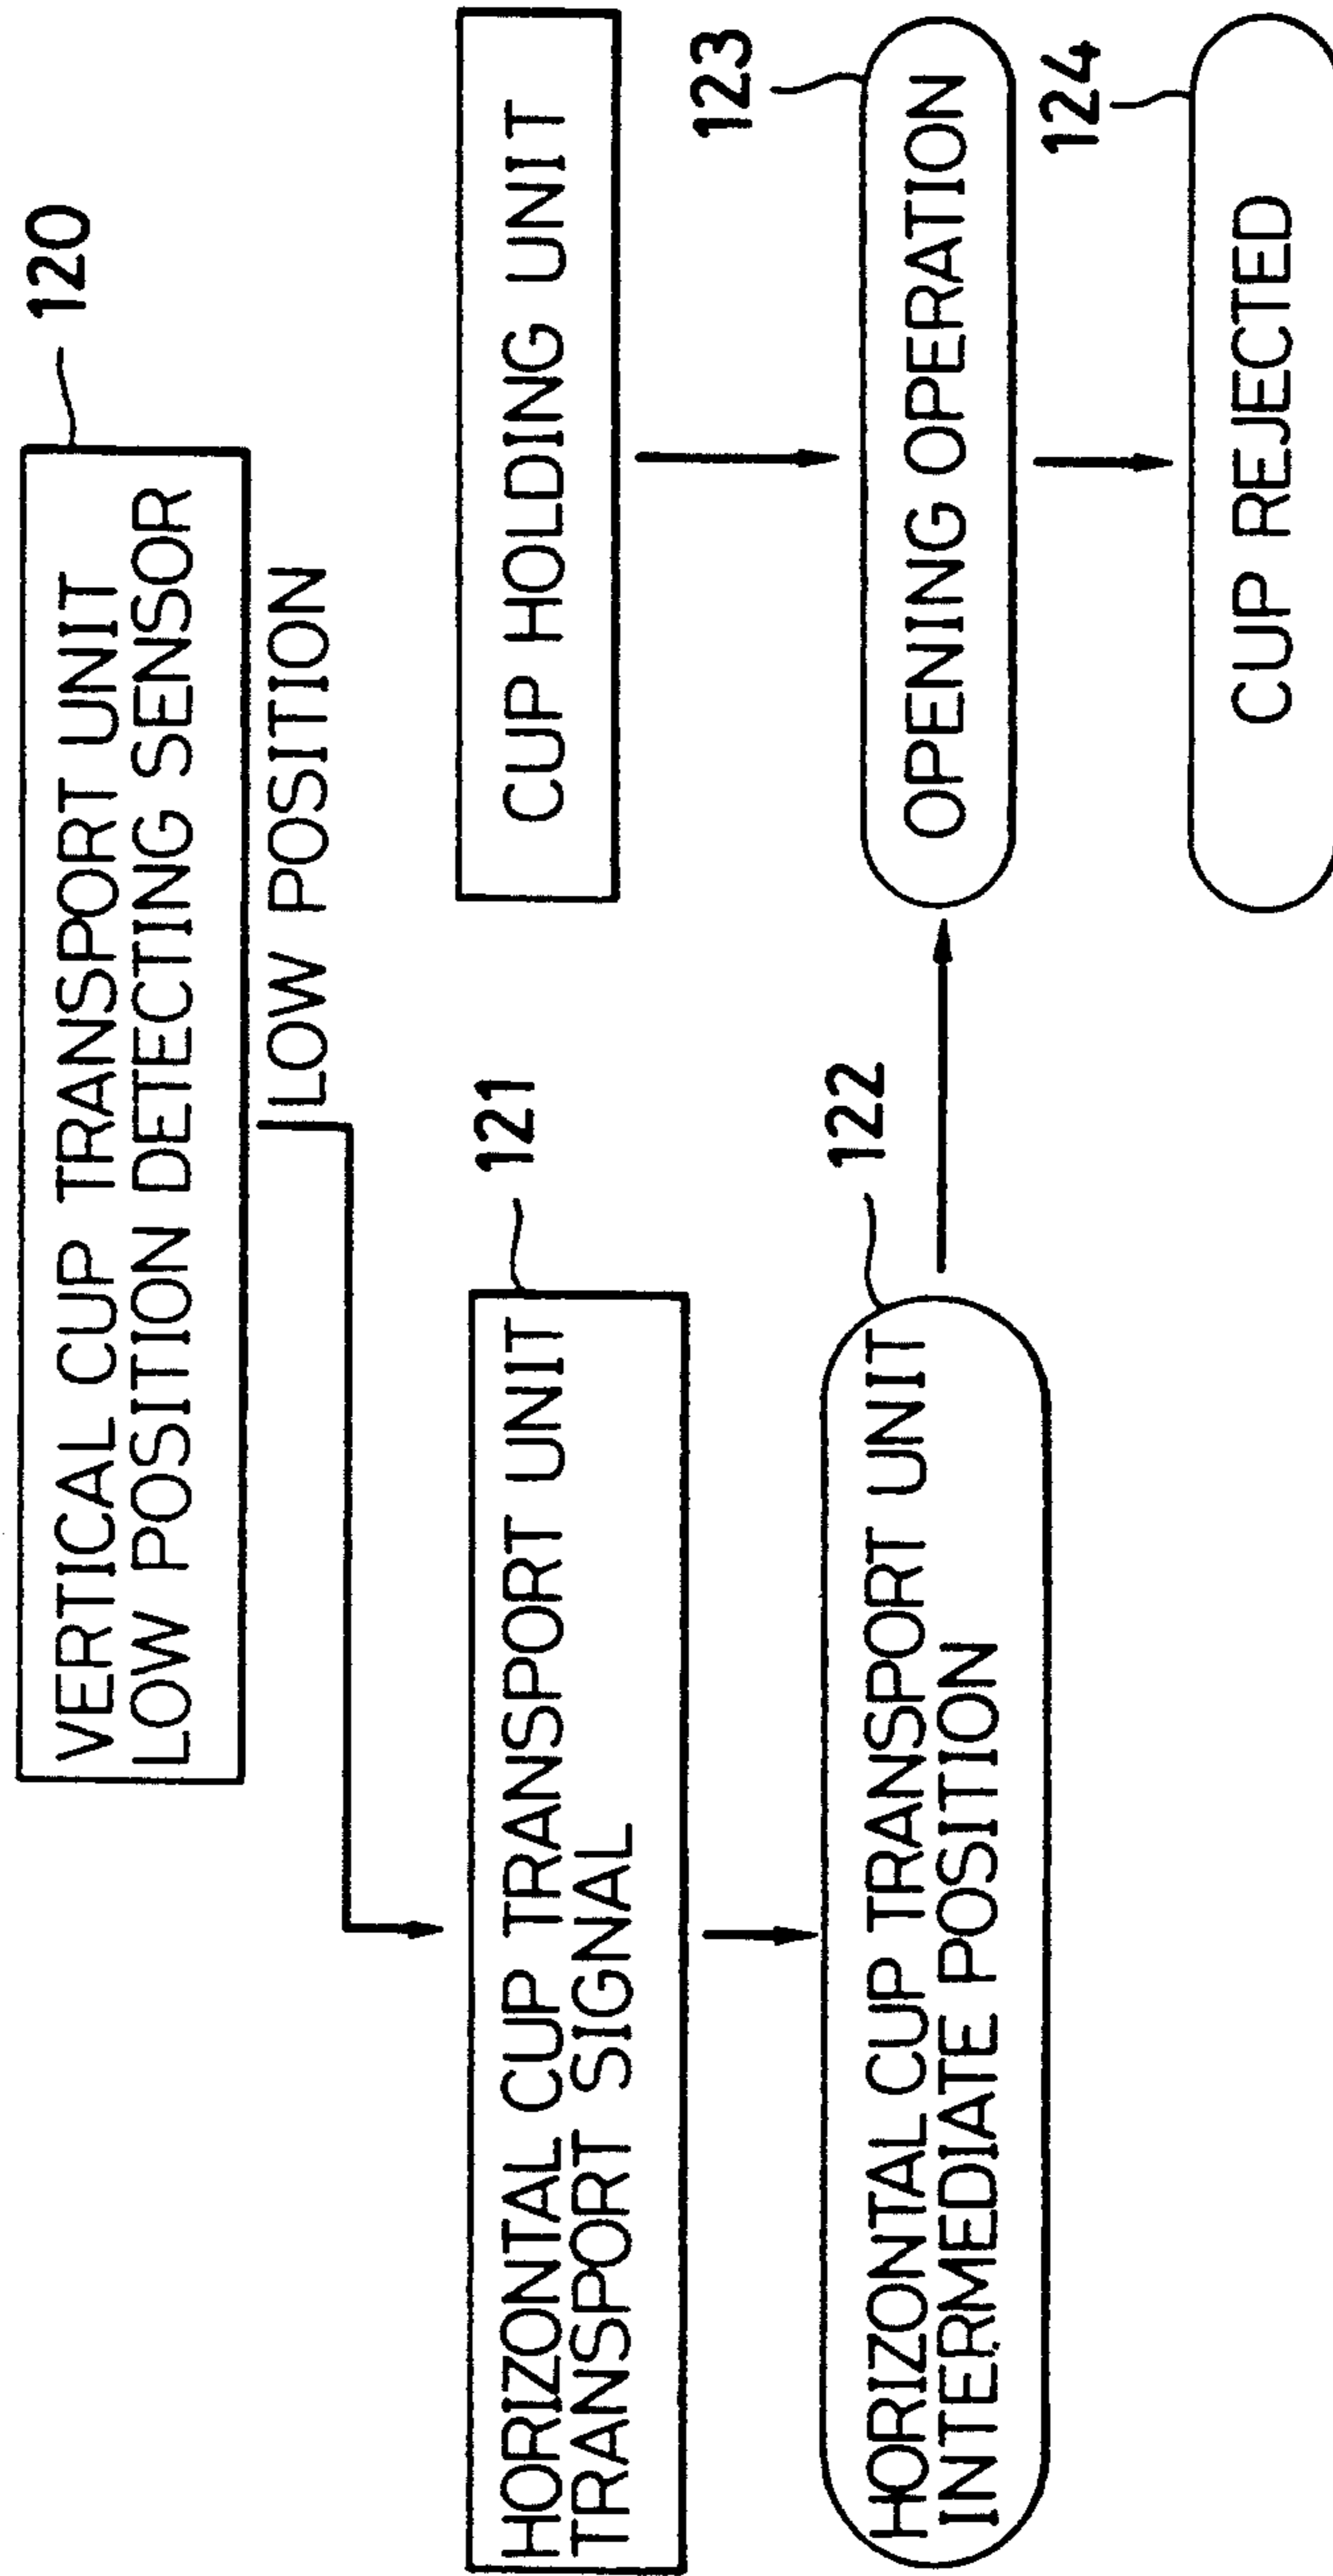 120
VERTICAL CUP TRANSPORT UNIT
LOW POSITION DETECTING SENSOR
LOW POSITION
121
HORIZONTAL CUP TRANSPORT UNIT
TRANSPORT SIGNAL
CUP HOLDING UNIT
122
HORIZONTAL CUP TRANSPORT UNIT
INTERMEDIATE POSITION
123
OPENING OPERATION
124
CUP REJECTED